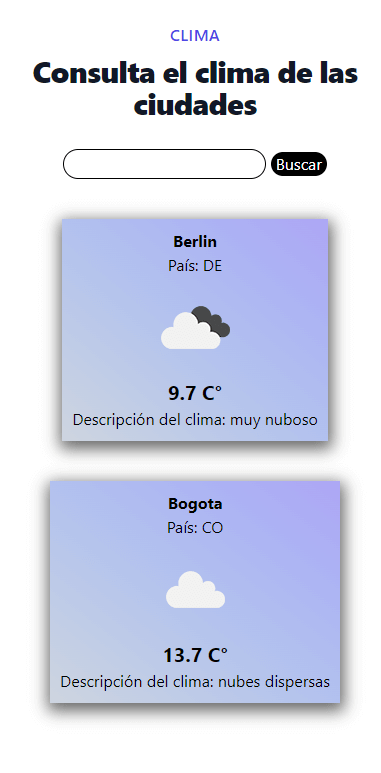 CLIMA
Consulta el clima de las
ciudades
Buscar
Berlin
País: DE
9.7 C°
Descripción del clima: muy nuboso
Bogota
País: CO
13.7 C°
Descripción del clima: nubes dispersas